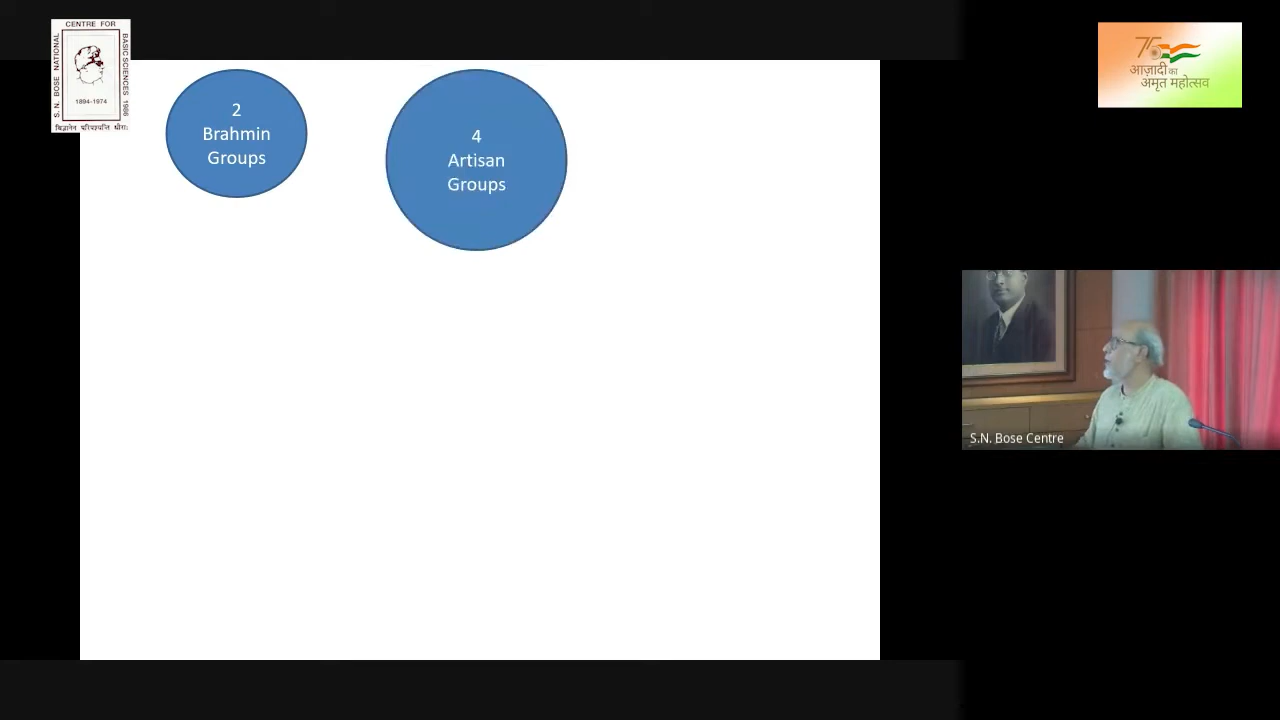 CENTRE FOR
S. N. BOSE NATIONAL
BASIC SCIENCES 1986
1894-1974
2
Brahmin
Groups
4
Artisan
Groups
75
आज़ादी का
अमृत महोत्सव
S.N. Bose Centre